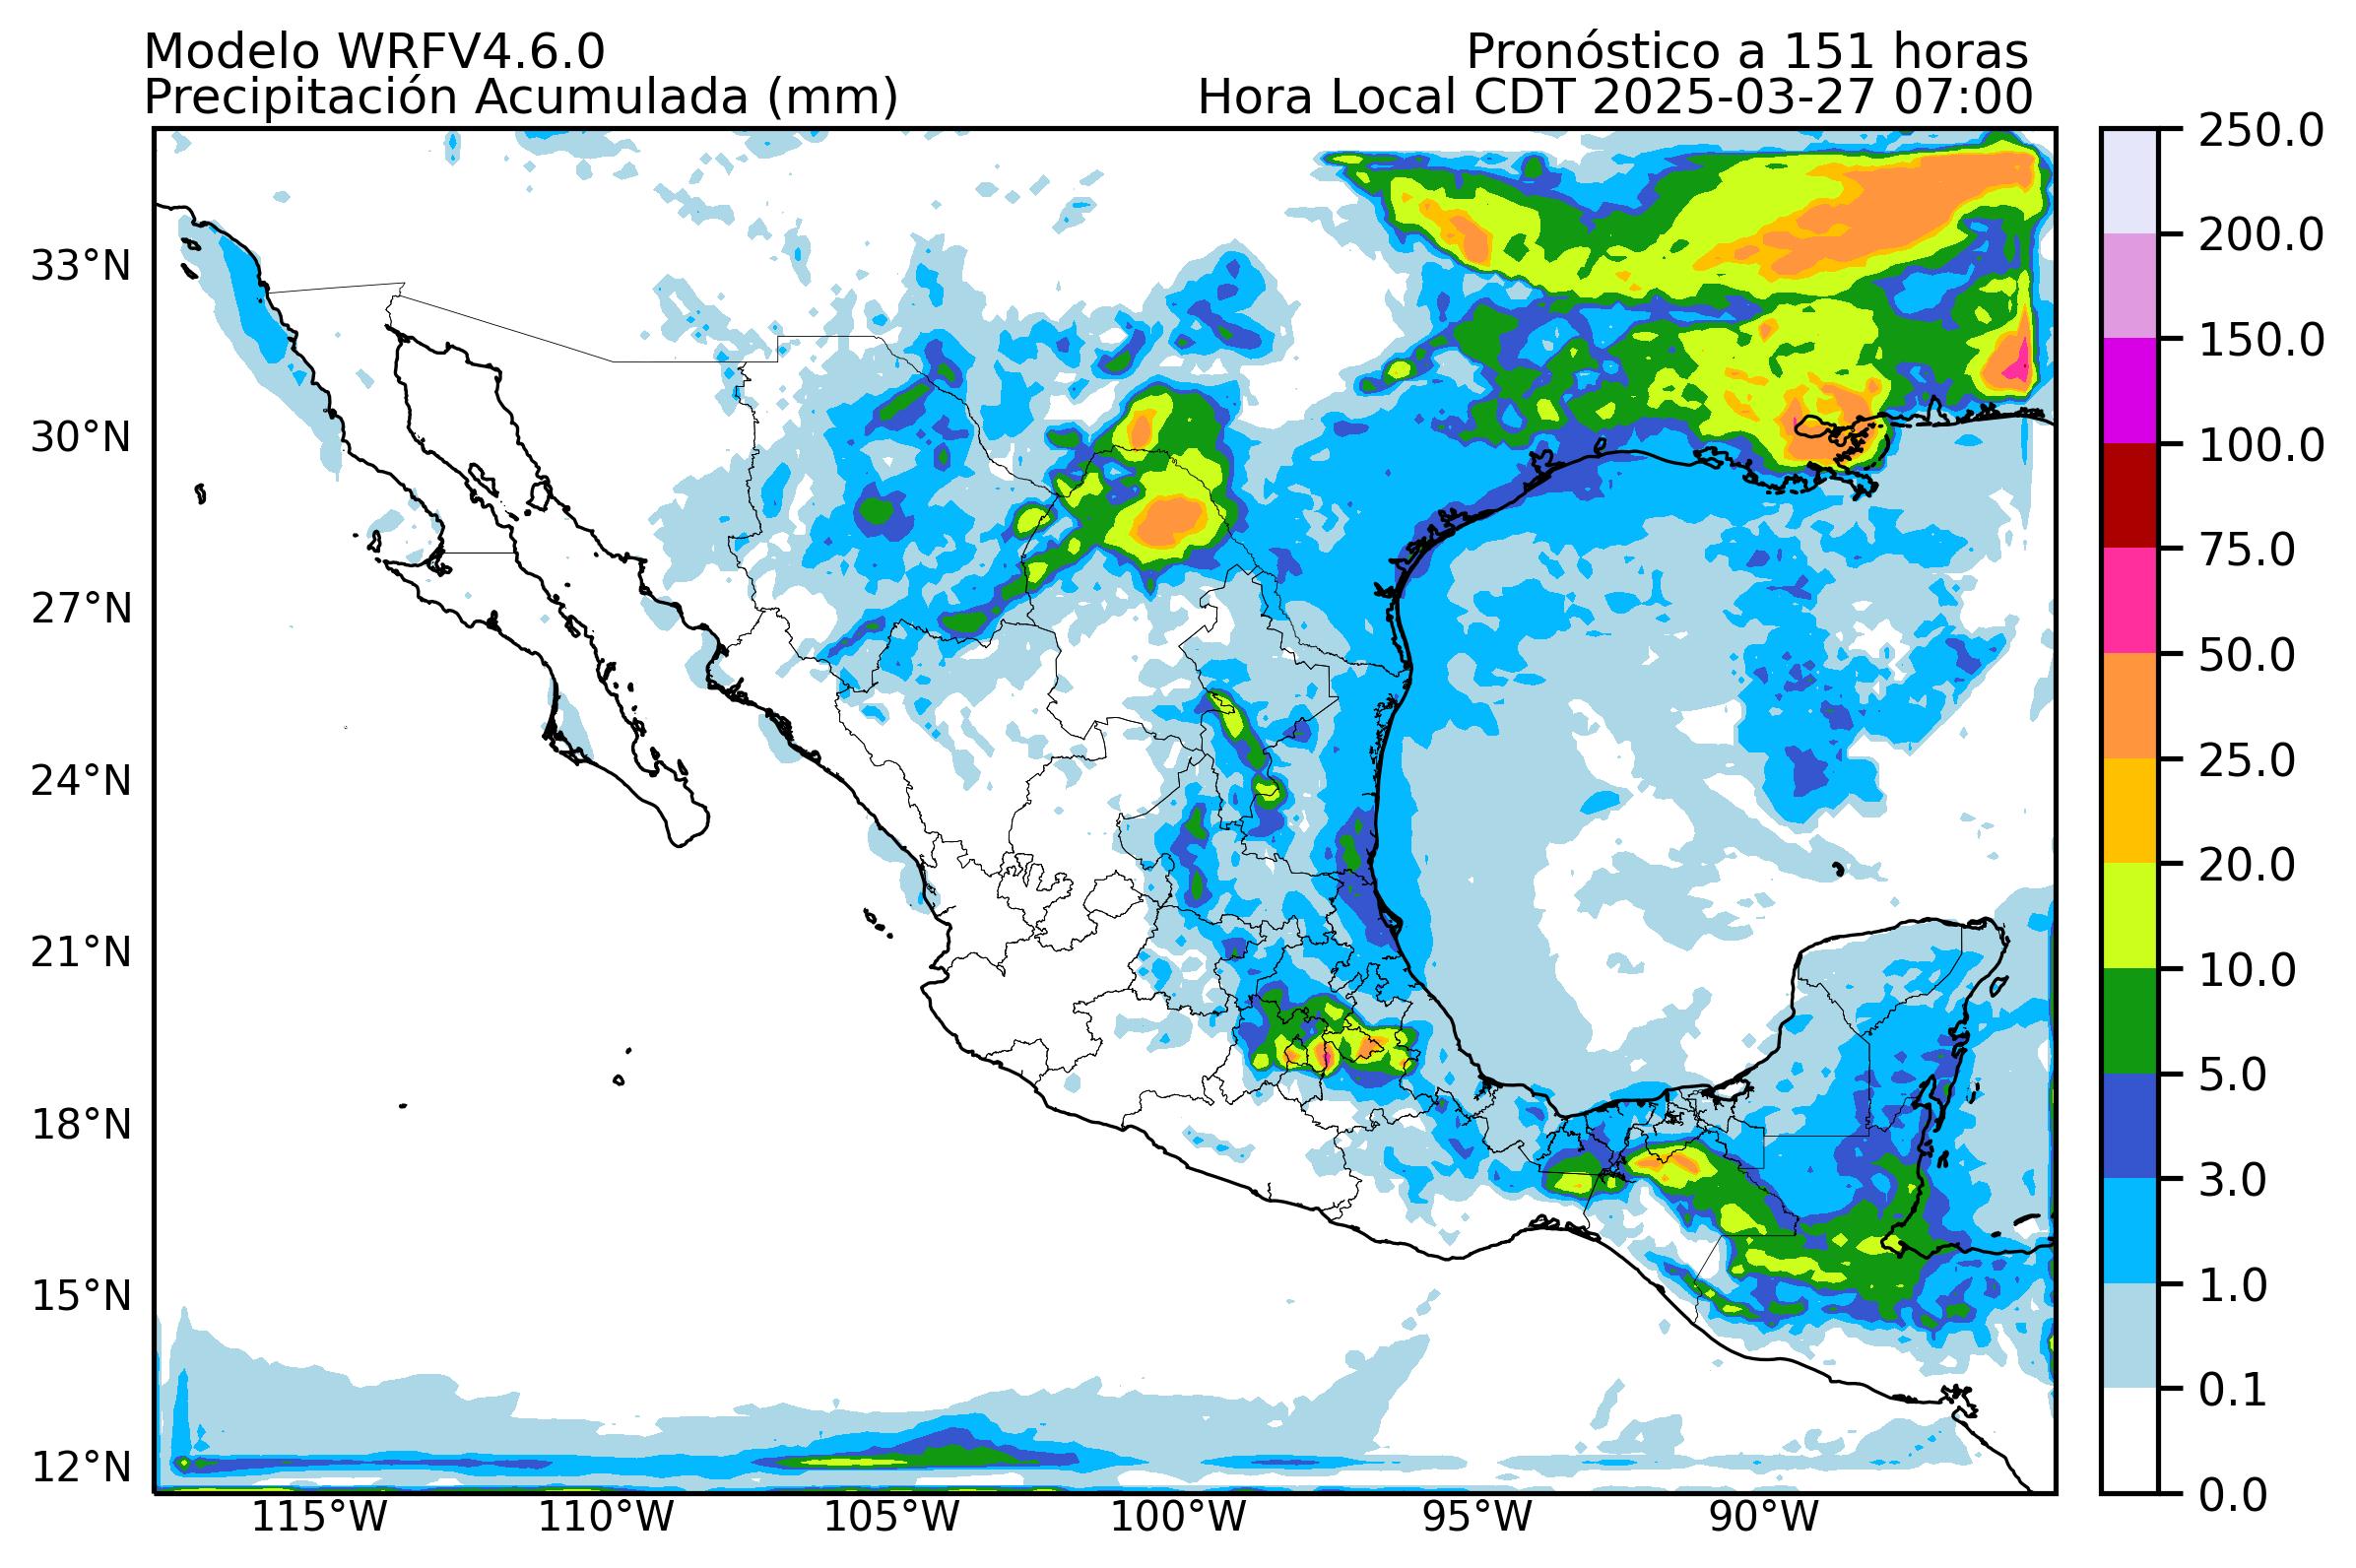 Modelo WRFV4.6.0
Pronóstico a 151 horas
Precipitación Acumulada (mm)
Hora Local CDT 2025-03-27 07:00
33°N
30°N
27°N
24°N
21°N
18°N
15°N
12°N
115°W
110°W
105°W
100°W
95°W
90°W
250.0
200.0
150.0
100.0
75.0
50.0
25.0
20.0
10.0
5.0
3.0
1.0
0.1
0.0